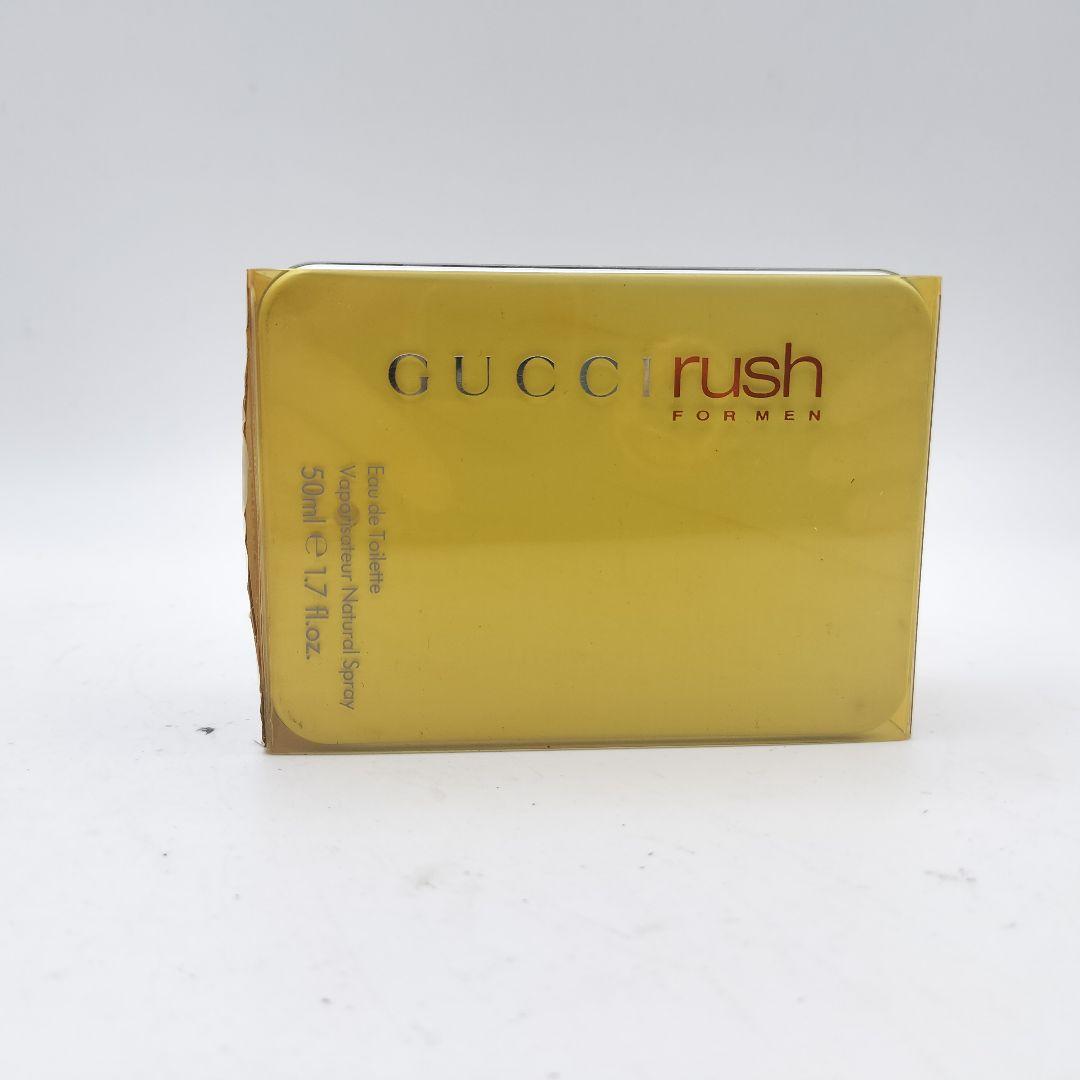 GUCCI rush
FOR MEN
Eau de Toilette
Vaporisateur Natural Spray
50ml e 1.7 fl.oz.